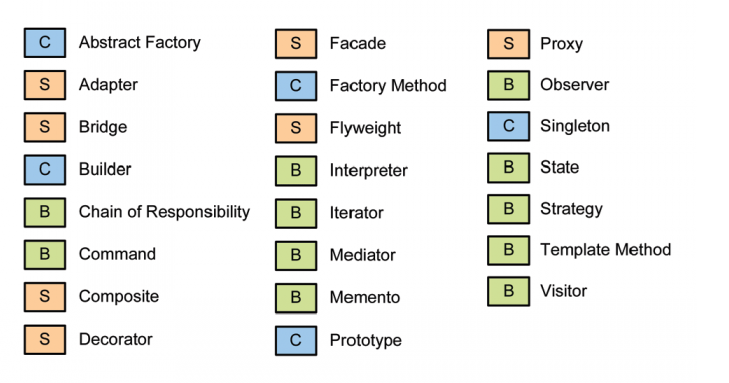 C Abstract Factory
S Adapter
S Bridge
C Builder
B Chain of Responsibility
B Command
S Composite
S Decorator
S Facade
C Factory Method
S Flyweight
B Interpreter
B Iterator
B Mediator
B Memento
C Prototype
S Proxy
B Observer
C Singleton
B State
B Strategy
B Template Method
B Visitor